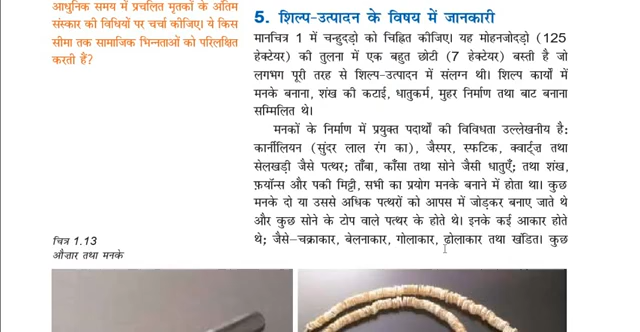 आधुनिक समय में प्रचलित मृतकों के अंतिम
संस्कार की विधियों पर चर्चा कीजिए। ये किस
सीमा तक सामाजिक भिन्नताओं को परिलक्षित
करती हैं?
5. शिल्प-उत्पादन के विषय में जानकारी
मानचित्र 1 में चन्हुदड़ो को चिह्नित कीजिए। यह मोहनजोदड़ो (125
हेक्टेयर) की तुलना में एक बहुत छोटी (7 हेक्टेयर) बस्ती है जो
लगभग पूरी तरह से शिल्प-उत्पादन में संलग्न थी। शिल्प कार्यों में
मनके बनाना, शंख की कटाई, धातुकर्म, मुहर निर्माण तथा बाट बनाना
सम्मिलित थे।
मनकों के निर्माण में प्रयुक्त पदार्थों की विविधता उल्लेखनीय है:
कार्नीलियन (सुंदर लाल रंग का), जैस्पर, स्फटिक, क्वार्ट्ज़ तथा
सेलखड़ी जैसे पत्थर; ताँबा, काँसा तथा सोने जैसी धातुएँ; तथा शंख,
फ़यॉन्स और पकी मिट्टी, सभी का प्रयोग मनके बनाने में होता था। कुछ
मनके दो या उससे अधिक पत्थरों को आपस में जोड़कर बनाए जाते थे
और कुछ सोने के टोप वाले पत्थर के होते थे। इनके कई आकार होते
थे; जैसे–चक्राकार, बेलनाकार, गोलाकार, ढोलाकार तथा खंडित। कुछ
चित्र 1.13
औज़ार तथा मनके